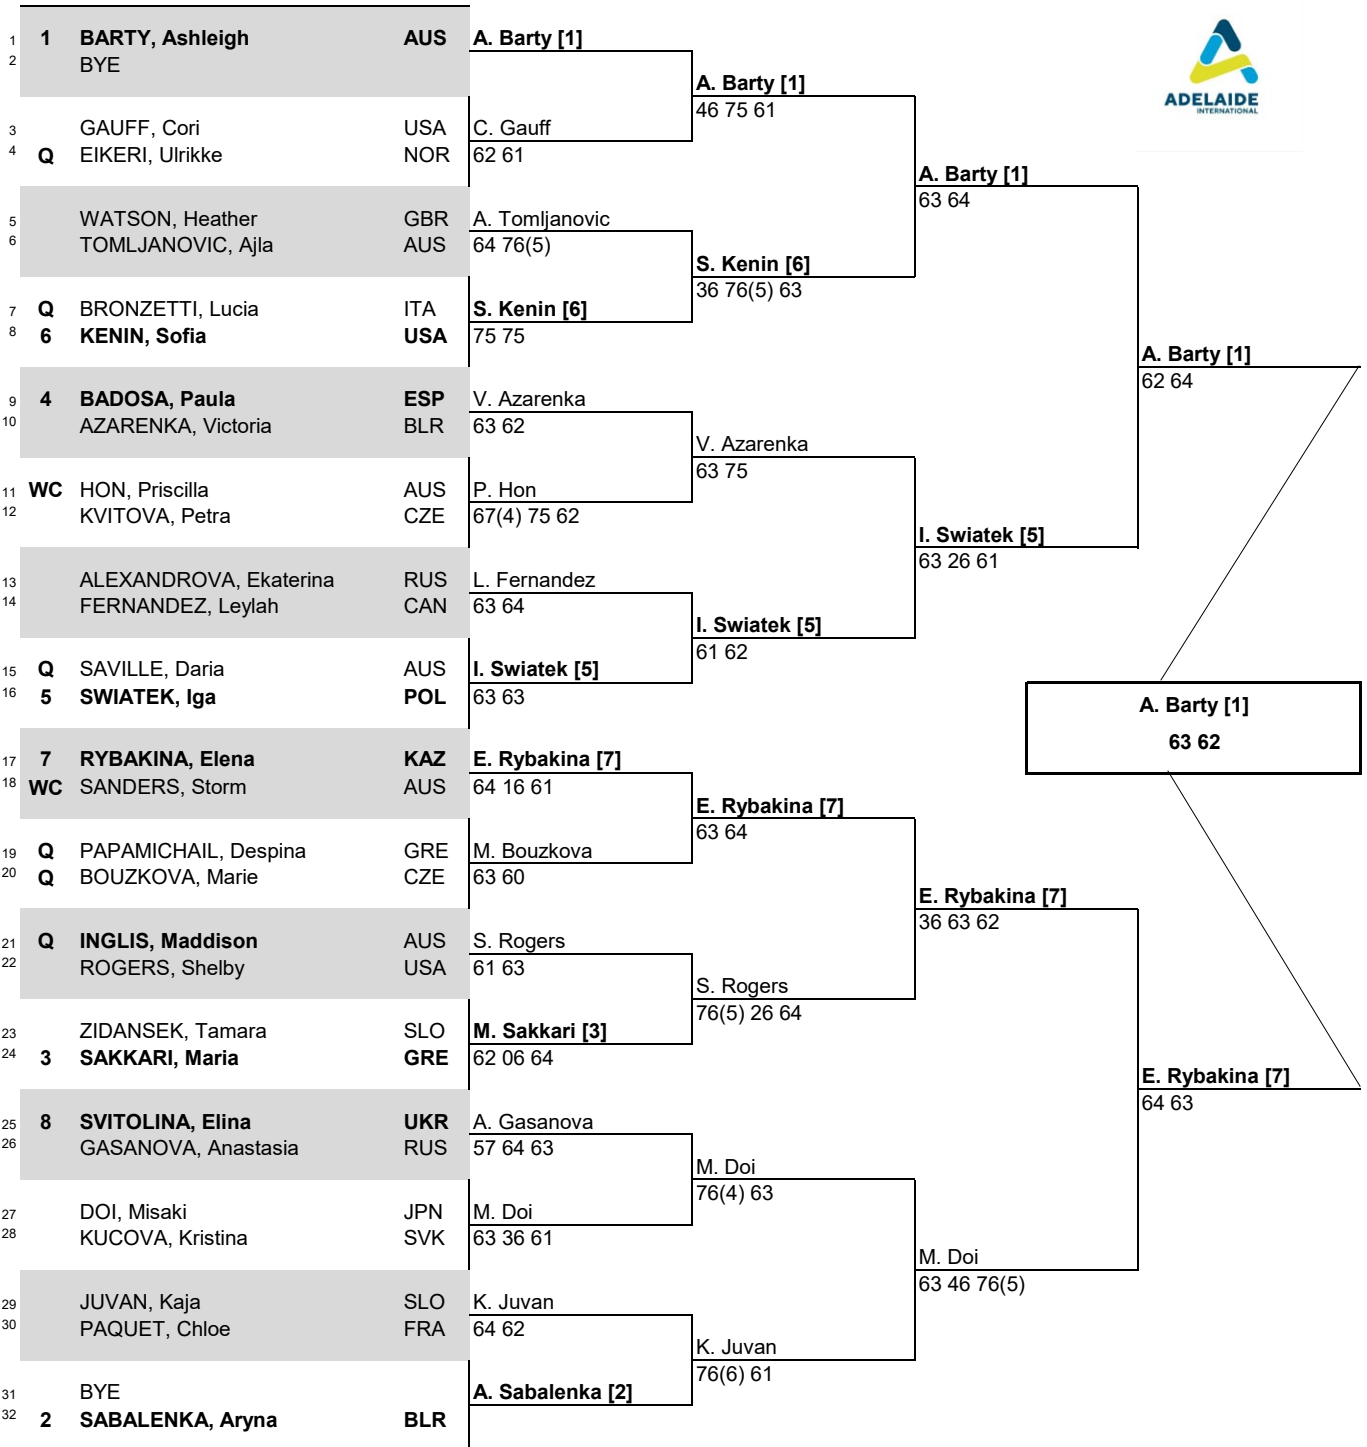 1 1 BARTY, Ashleigh AUS A. Barty [1]
2 BYE
A. Barty [1]
46 75 61
ADELAIDE
INTERNATIONAL
3 GAUFF, Cori USA C. Gauff
4 Q EIKERI, Ulrikke NOR 62 61
A. Barty [1]
63 64
5 WATSON, Heather GBR A. Tomljanovic
6 TOMLJANOVIC, Ajla AUS 64 76(5)
S. Kenin [6]
36 76(5) 63
7 Q BRONZETTI, Lucia ITA S. Kenin [6]
8 6 KENIN, Sofia USA 75 75
A. Barty [1]
62 64
9 4 BADOSA, Paula ESP V. Azarenka
10 AZARENKA, Victoria BLR 63 62
V. Azarenka
63 75
11 WC HON, Priscilla AUS P. Hon
12 KVITOVA, Petra CZE 67(4) 75 62
I. Swiatek [5]
63 26 61
13 ALEXANDROVA, Ekaterina RUS L. Fernandez
14 FERNANDEZ, Leylah CAN 63 64
I. Swiatek [5]
61 62
15 Q SAVILLE, Daria AUS I. Swiatek [5]
16 5 SWIATEK, Iga POL 63 63
A. Barty [1]
63 62
17 7 RYBAKINA, Elena KAZ E. Rybakina [7]
18 WC SANDERS, Storm AUS 64 16 61
E. Rybakina [7]
63 64
19 Q PAPAMICHAIL, Despina GRE M. Bouzkova
20 Q BOUZKOVA, Marie CZE 63 60
E. Rybakina [7]
36 63 62
21 Q INGLIS, Maddison AUS S. Rogers
22 ROGERS, Shelby USA 61 63
S. Rogers
76(5) 26 64
23 ZIDANSEK, Tamara SLO M. Sakkari [3]
24 3 SAKKARI, Maria GRE 62 06 64
E. Rybakina [7]
64 63
25 8 SVITOLINA, Elina UKR A. Gasanova
26 GASANOVA, Anastasia RUS 57 64 63
M. Doi
76(4) 63
27 DOI, Misaki JPN M. Doi
28 KUCOVA, Kristina SVK 63 36 61
M. Doi
63 46 76(5)
29 JUVAN, Kaja SLO K. Juvan
30 PAQUET, Chloe FRA 64 62
K. Juvan
76(6) 61
31 BYE A. Sabalenka [2]
32 2 SABALENKA, Aryna BLR